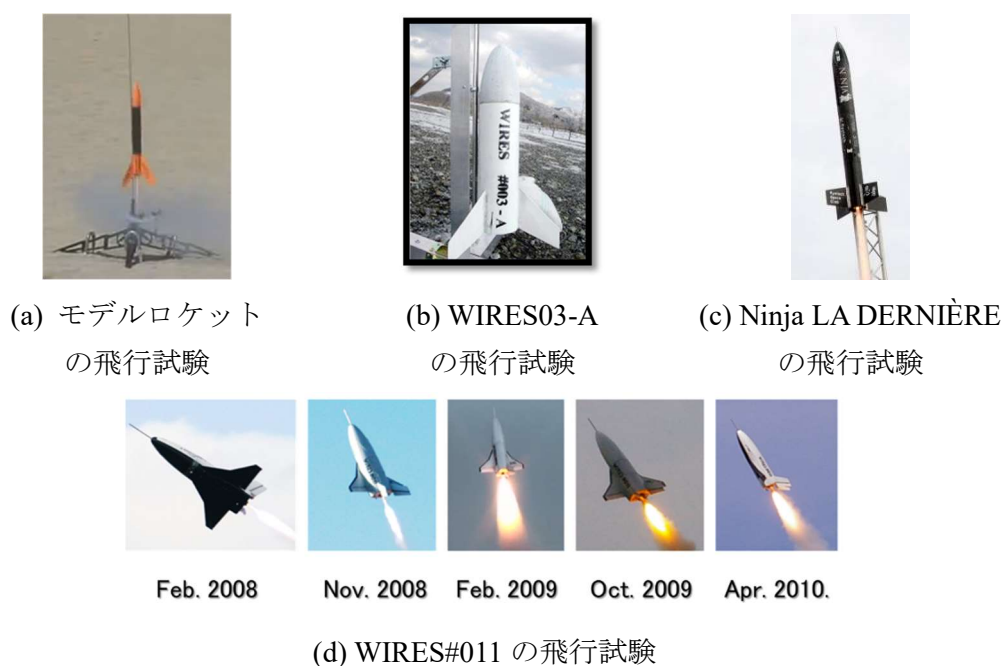 WIRES #003-A
NINJA
(a) モデルロケット
の飛行試験
(b) WIRES03-A
の飛行試験
(c) Ninja LA DERNIÈRE
の飛行試験
Feb. 2008
Nov. 2008
Feb. 2009
Oct. 2009
Apr. 2010.
(d) WIRES#011 の飛行試験